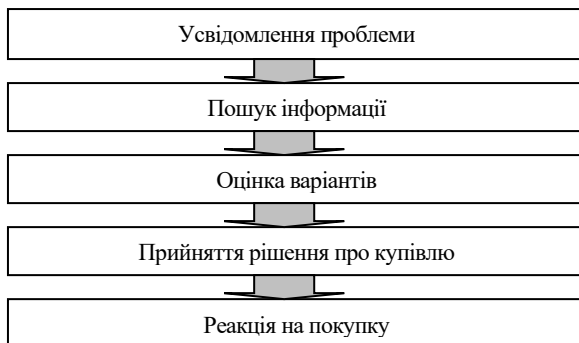 Усвідомлення проблеми
Пошук інформації
Оцінка варіантів
Прийняття рішення про купівлю
Реакція на покупку